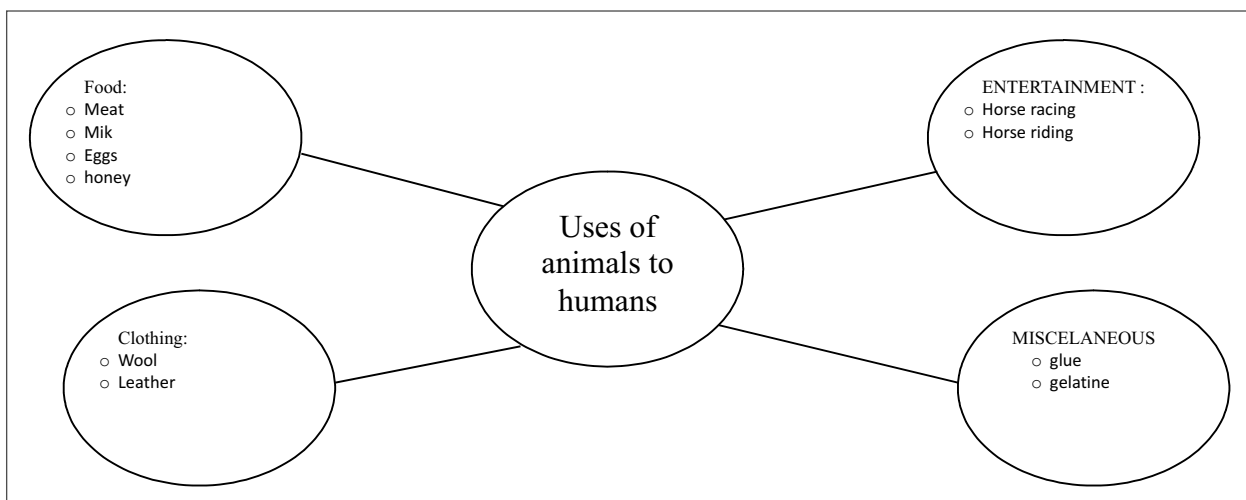 Food:
○ Meat
○ Mik
○ Eggs
○ honey
ENTERTAINMENT :
○ Horse racing
○ Horse riding
Uses of
animals to
humans
Clothing:
○ Wool
○ Leather
MISCELANEOUS
○ glue
○ gelatine